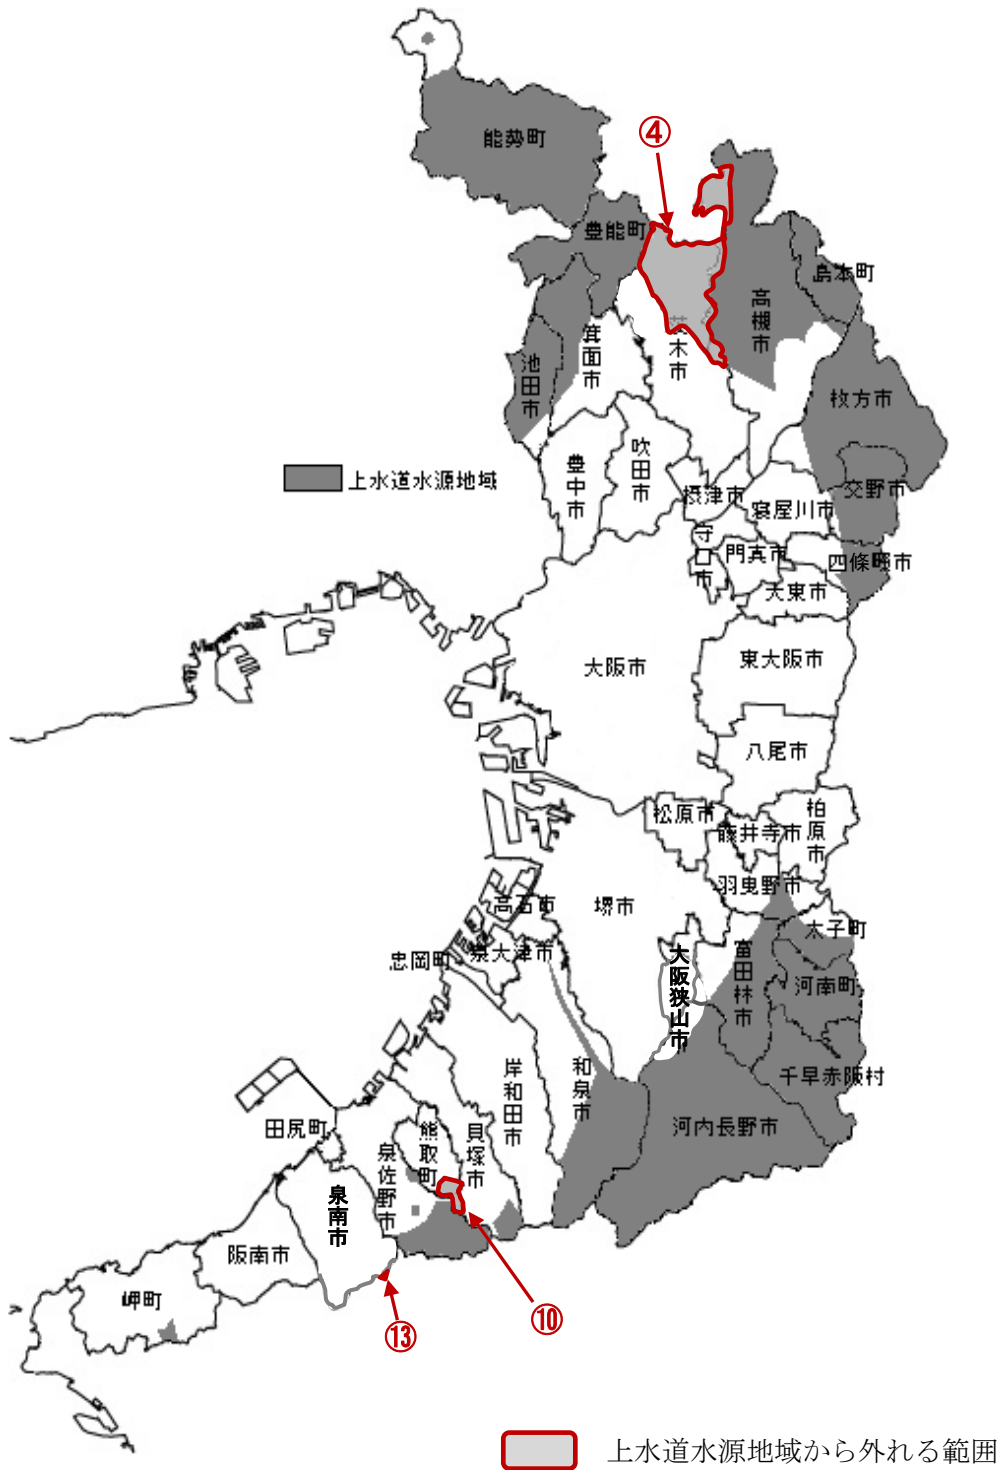 能勢町
④
豊能町
島本町
高槻市
茨木市
箕面市
池田市
枚方市
吹田市
豊中市
上水道水源地域
摂津市
交野市
寝屋川市
守口市
門真市
四條畷市
大東市
大阪市
東大阪市
八尾市
松原市
柏原市
藤井寺市
羽曳野市
高石市
堺市
太子町
泉大津市
忠岡町
富田林市
大阪狭山市
河南町
和泉市
岸和田市
千早赤阪村
河内長野市
貝塚市
熊取町
田尻町
泉佐野市
泉南市
阪南市
岬町
⑩
⑬
上水道水源地域から外れる範囲